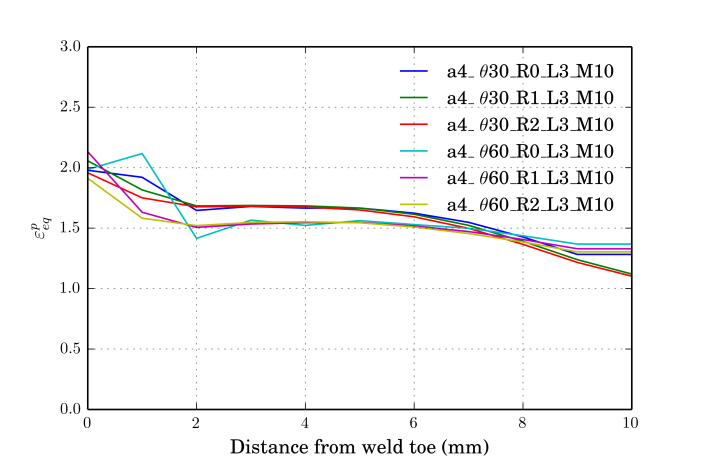 3.0
2.5
2.0
1.5
1.0
0.5
0.0
ε^p_eq
a4_ θ30_R0_L3_M10
a4_ θ30_R1_L3_M10
a4_ θ30_R2_L3_M10
a4_ θ60_R0_L3_M10
a4_ θ60_R1_L3_M10
a4_ θ60_R2_L3_M10
0 2 4 6 8 10
Distance from weld toe (mm)